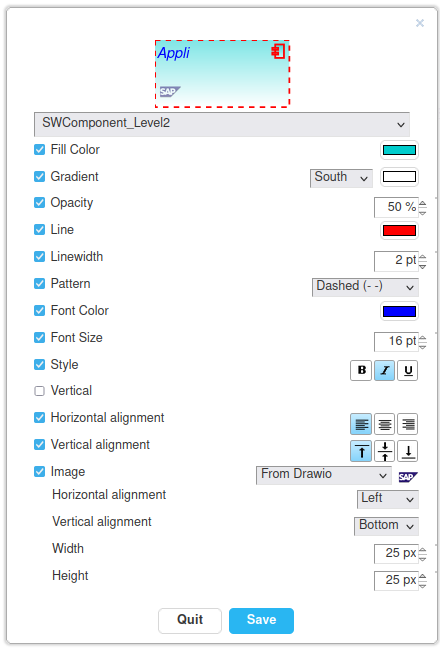 ×
Appli
SAP
SWComponent_Level2
Fill Color
Gradient South
Opacity 50 %
Line
Linewidth 2 pt
Pattern Dashed (- -)
Font Color
Font Size 16 pt
Style B I U
Vertical
Horizontal alignment
Vertical alignment
Image From Drawio SAP
Horizontal alignment Left
Vertical alignment Bottom
Width 25 px
Height 25 px
Quit Save